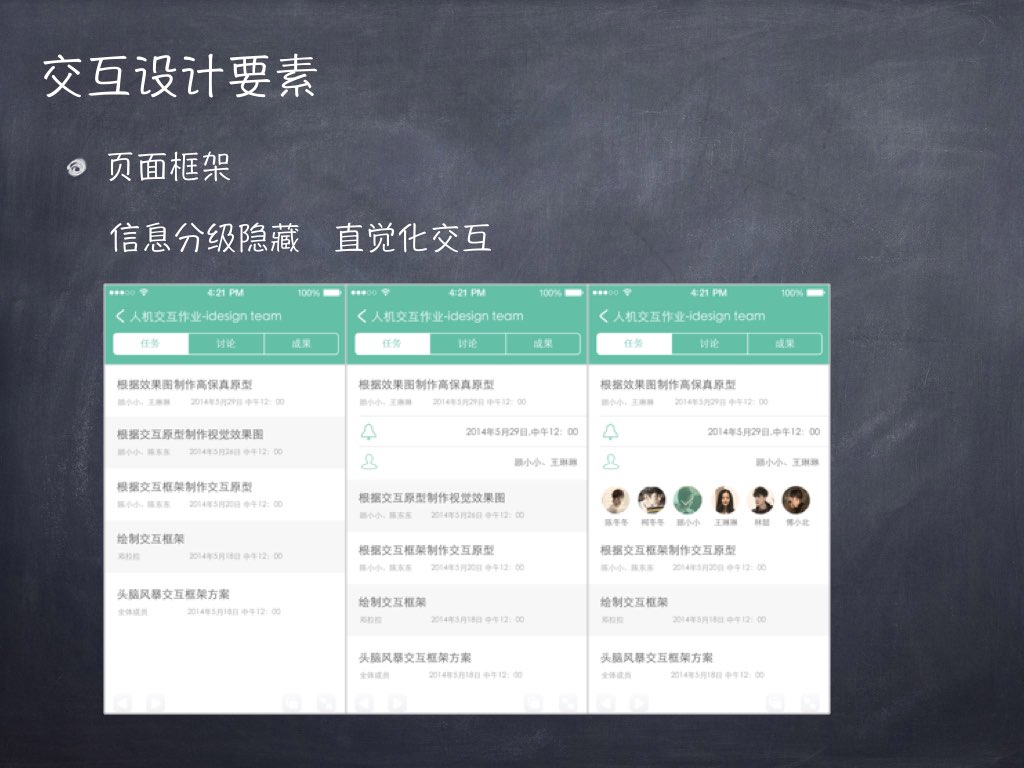 交互设计要素
页面框架
信息分级隐藏 直觉化交互
4:21 PM 100%
人机交互作业-idesign team
任务 讨论 成果
根据效果图制作高保真原型
顾小小、王琳琳 2014年5月29日 中午12：00
根据交互原型制作视觉效果图
顾小小、陈东东 2014年5月26日 中午12：00
根据交互框架制作交互原型
陈小小、陈东东 2014年5月20日 中午12：00
绘制交互框架
邓拉拉 2014年5月18日 中午12：00
头脑风暴交互框架方案
全体成员 2014年5月18日 中午12：00
4:21 PM 100%
人机交互作业-idesign team
任务 讨论 成果
根据效果图制作高保真原型
顾小小、王琳琳 2014年5月29日 中午12：00
2014年5月29日,中午12：00
顾小小、王琳琳
根据交互原型制作视觉效果图
顾小小、陈东东 2014年5月26日 中午12：00
根据交互框架制作交互原型
陈小小、陈东东 2014年5月20日 中午12：00
绘制交互框架
邓拉拉 2014年5月18日 中午12：00
头脑风暴交互框架方案
全体成员 2014年5月18日 中午12：00
4:21 PM 100%
人机交互作业-idesign team
任务 讨论 成果
根据效果图制作高保真原型
顾小小、王琳琳 2014年5月29日 中午12：00
2014年5月29日,中午12：00
顾小小、王琳琳
陈冬冬 柯冬冬 顾小小 王琳琳 林韶 傅小北
根据交互框架制作交互原型
陈小小、陈东东 2014年5月20日 中午12：00
绘制交互框架
邓拉拉 2014年5月18日 中午12：00
头脑风暴交互框架方案
全体成员 2014年5月18日 中午12：00